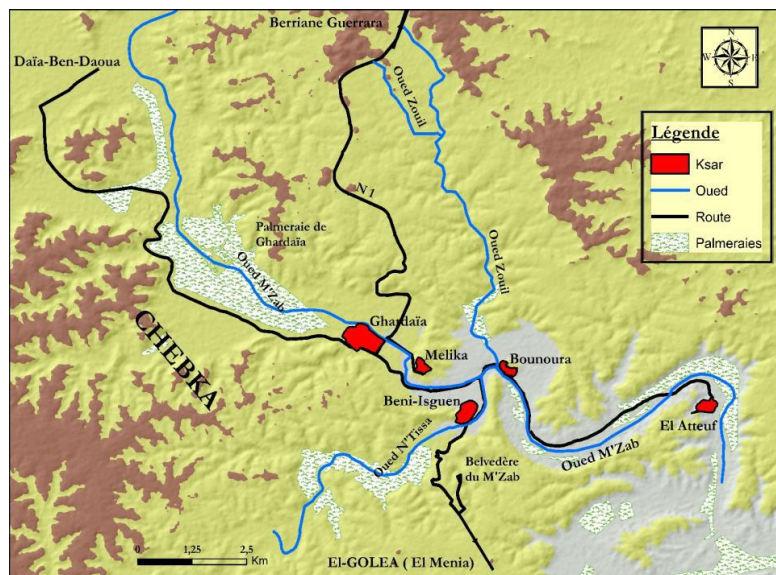 Berriane Guerrara
Daïa-Ben-Daoua
Oued Zouil
N
W
E
S
Légende
Ksar
Oued
Route
Palmeraies
N1
Palmeraie de
Ghardaïa
Oued M'Zab
Oued Zouil
Ghardaïa
CHEBKA
Melika
Bounoura
Beni-Isguen
El Atteuf
Oued N'Tissa
Oued M'Zab
Belvedère
du M'Zab
El-GOLEA ( El Menia)
0 1,25 2,5
Km